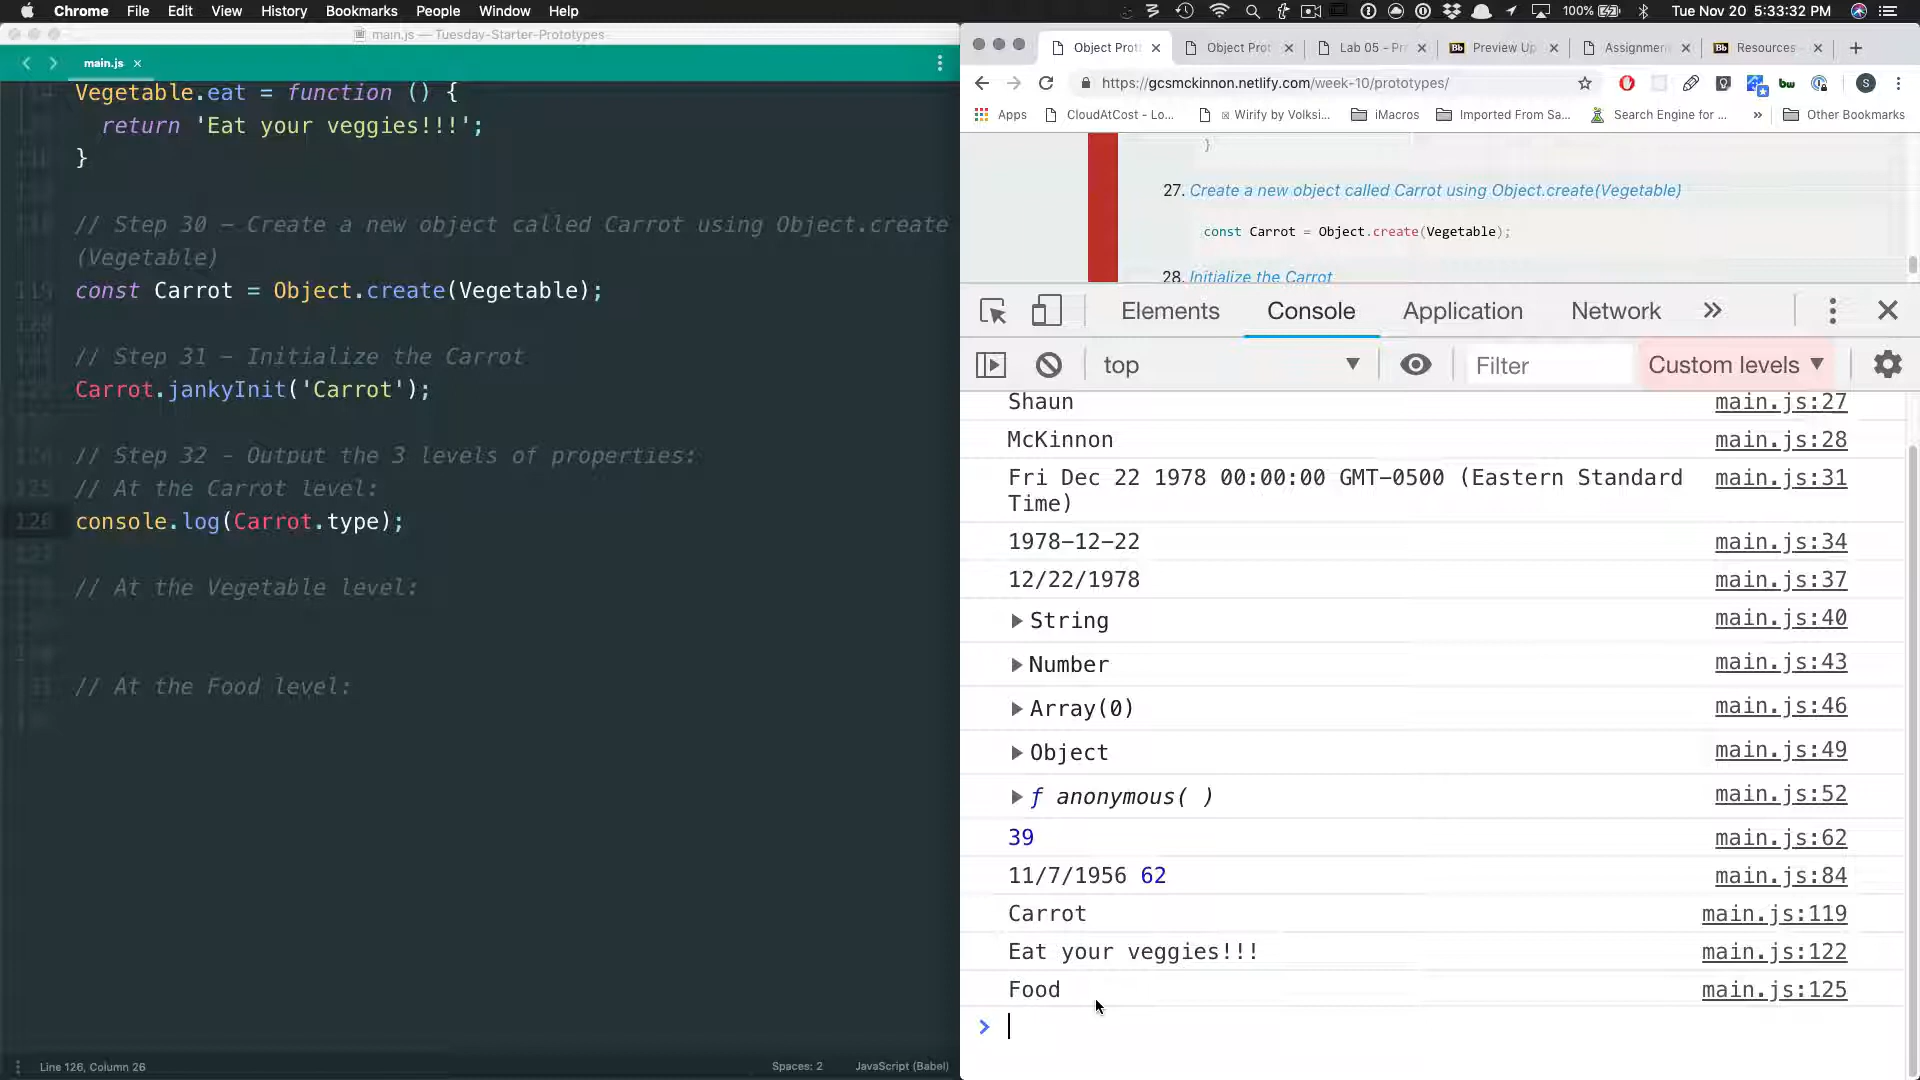 Chrome File Edit View History Bookmarks People Window Help
100% Tue Nov 20 5:33:32 PM
main.js — Tuesday-Starter-Prototypes
main.js
Vegetable.eat = function () {
return 'Eat your veggies!!!';
}
// Step 30 – Create a new object called Carrot using Object.create
(Vegetable)
119 const Carrot = Object.create(Vegetable);
// Step 31 – Initialize the Carrot
Carrot.jankyInit('Carrot');
// Step 32 - Output the 3 levels of properties:
125 // At the Carrot level:
126 console.log(Carrot.type);
// At the Vegetable level:
// At the Food level:
Line 126, Column 26
Spaces: 2
JavaScript (Babel)
Object Prot
Object Prot
Lab 05 - Pr
Bb Preview Up
Assignmen
Bb Resources -
https://gcsmckinnon.netlify.com/week-10/prototypes/
bw
S
Apps
CloudAtCost - Lo...
Wirify by Volksi...
iMacros
Imported From Sa...
Search Engine for ...
»
Other Bookmarks
}
27. Create a new object called Carrot using Object.create(Vegetable)
const Carrot = Object.create(Vegetable);
28. Initialize the Carrot
Elements Console Application Network »
top
Filter
Custom levels
Shaun main.js:27
McKinnon main.js:28
Fri Dec 22 1978 00:00:00 GMT-0500 (Eastern Standard main.js:31
Time)
1978-12-22 main.js:34
12/22/1978 main.js:37
String main.js:40
Number main.js:43
Array(0) main.js:46
Object main.js:49
ƒ anonymous( ) main.js:52
39 main.js:62
11/7/1956 62 main.js:84
Carrot main.js:119
Eat your veggies!!! main.js:122
Food main.js:125
>